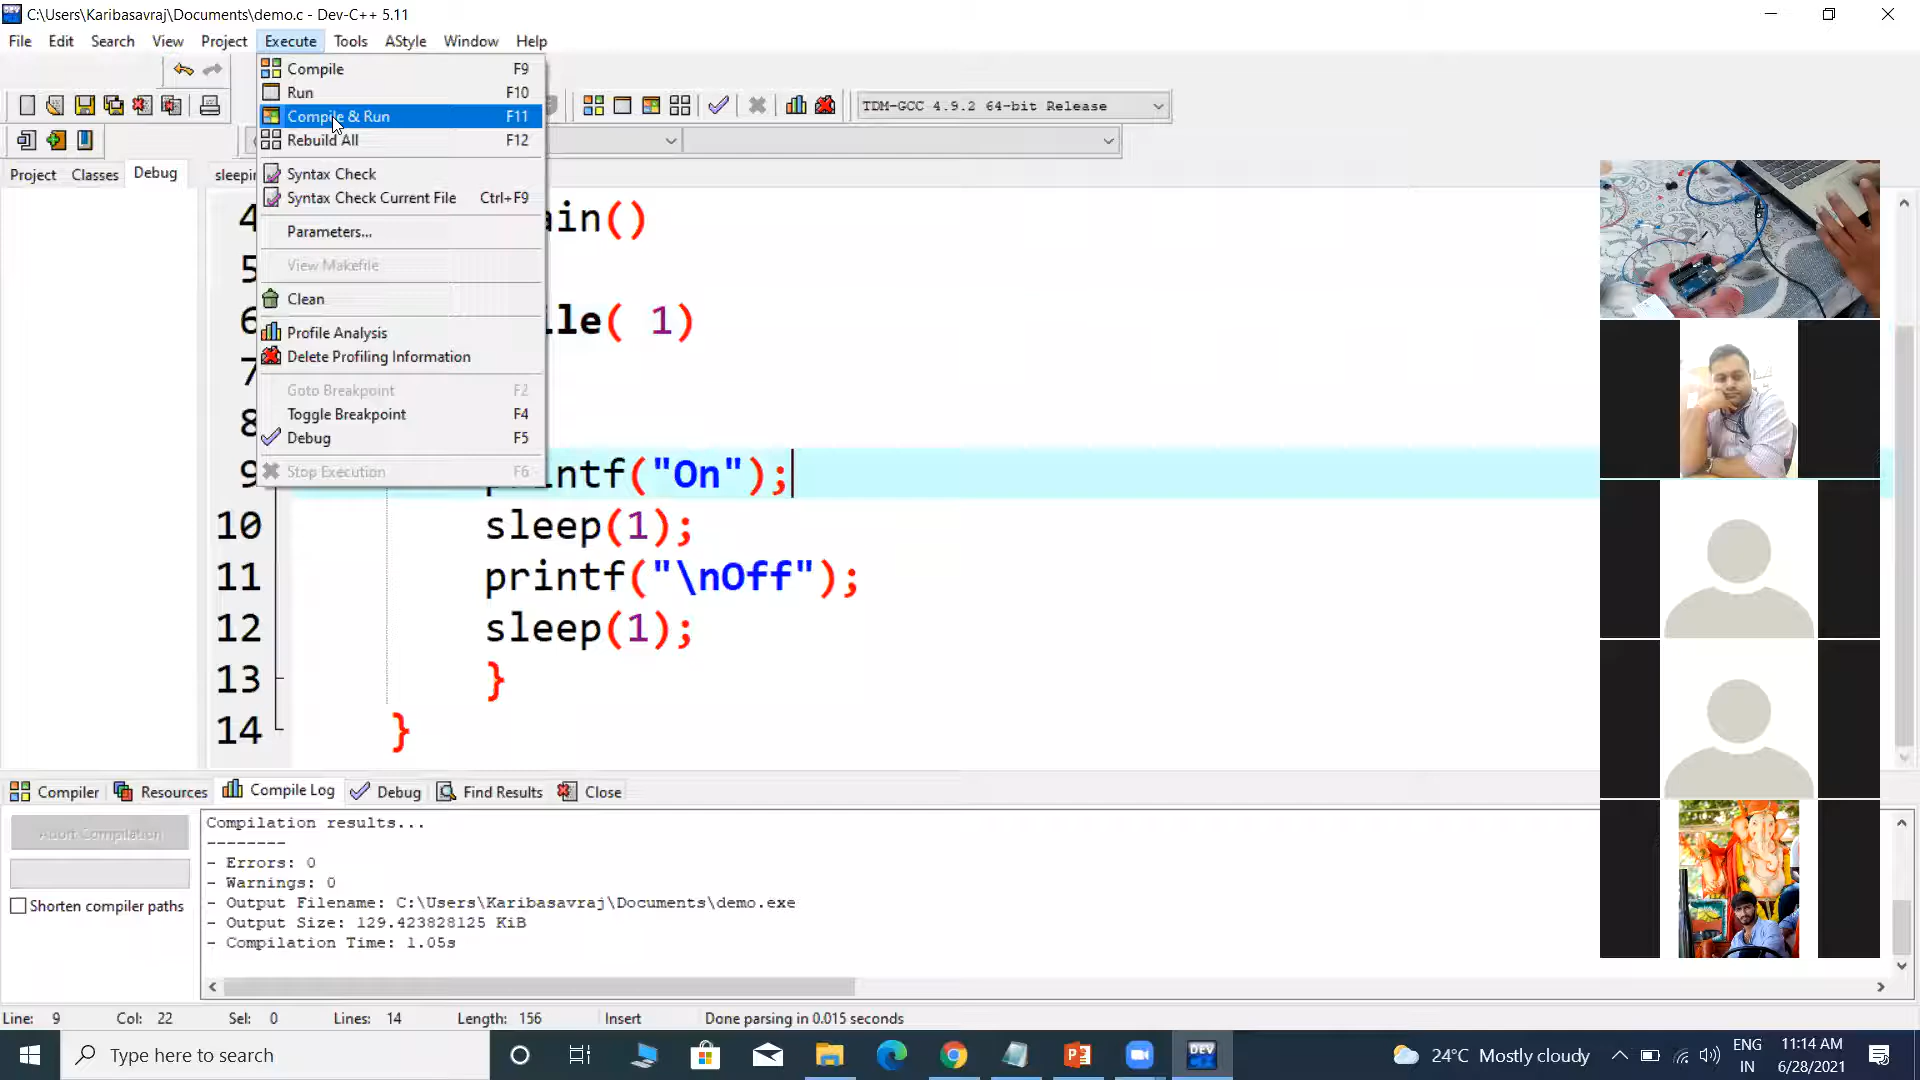 C:\Users\Karibasavraj\Documents\demo.c - Dev-C++ 5.11
File Edit Search View Project Execute Tools AStyle Window Help
Compile F9
Run F10
Compile & Run F11
Rebuild All F12
Syntax Check
Syntax Check Current File Ctrl+F9
Parameters...
View Makefile
Clean
Profile Analysis
Delete Profiling Information
Goto Breakpoint F2
Toggle Breakpoint F4
Debug F5
Stop Execution F6
TDM-GCC 4.9.2 64-bit Release
Project Classes Debug
4 ain()
5
6 le( 1)
7
8
9 intf("On");
10 sleep(1);
11 printf("\nOff");
12 sleep(1);
13 }
14 }
Compiler Resources Compile Log Debug Find Results Close
Abort Compilation
Shorten compiler paths
Compilation results...
--------
- Errors: 0
- Warnings: 0
- Output Filename: C:\Users\Karibasavraj\Documents\demo.exe
- Output Size: 129.423828125 KiB
- Compilation Time: 1.05s
Line: 9 Col: 22 Sel: 0 Lines: 14 Length: 156 Insert Done parsing in 0.015 seconds
Type here to search
DEV
24°C Mostly cloudy
ENG
IN
11:14 AM
6/28/2021